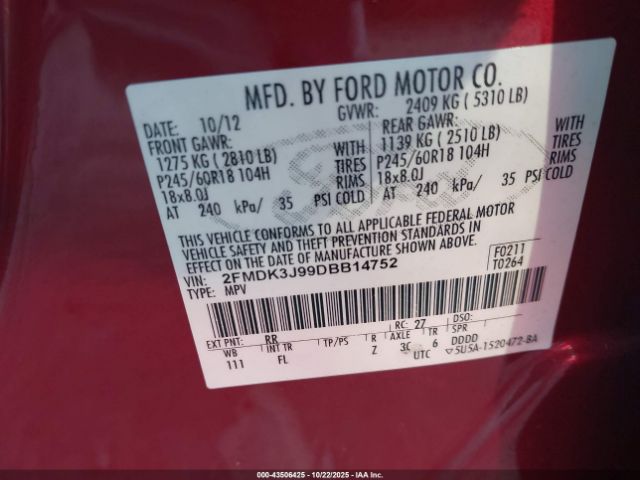 MFD. BY FORD MOTOR CO.
DATE: 10/12 GVWR: 2409 KG ( 5310 LB)
FRONT GAWR: REAR GAWR:
1275 KG ( 2810 LB) WITH 1139 KG ( 2510 LB) WITH
P245/60R18 104H TIRES P245/60R18 104H TIRES
18x8.0J RIMS 18x8.0J RIMS
AT 240 kPa/ 35 PSI COLD AT 240 kPa/ 35 PSI COLD
THIS VEHICLE CONFORMS TO ALL APPLICABLE FEDERAL MOTOR
VEHICLE SAFETY AND THEFT PREVENTION STANDARDS IN
EFFECT ON THE DATE OF MANUFACTURE SHOWN ABOVE.
VIN: 2FMDK3J99DBB14752 F0211
TYPE: MPV T0264
EXT PNT: RR RC: 27 DSO:
WB INT TR TP/PS R AXLE TR SPR
111 FL Z 3C 6 DDDD
UTC ▽5U5A-1520472-BA
00-43506425 - 10/22/2025 - IAA Inc.